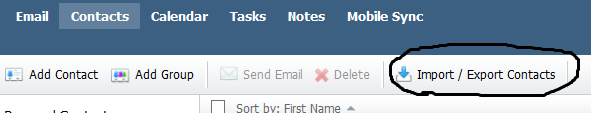 Email Contacts Calendar Tasks Notes Mobile Sync
Add Contact Add Group Send Email Delete Import / Export Contacts
Sort by: First Name